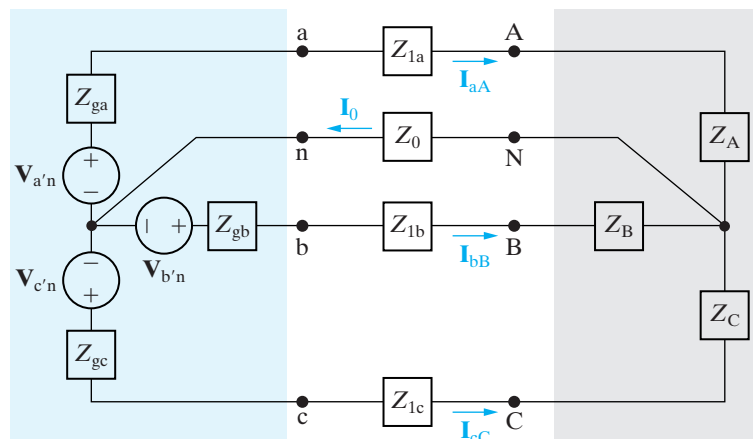 a Z1a A
IaA
Zga
I0
Z0
n N
ZA
+
Va′n
−
− + Zgb b Z1b B ZB
IbB
Vb′n
−
Vc′n
+
ZC
Zgc
c Z1c C
IcC